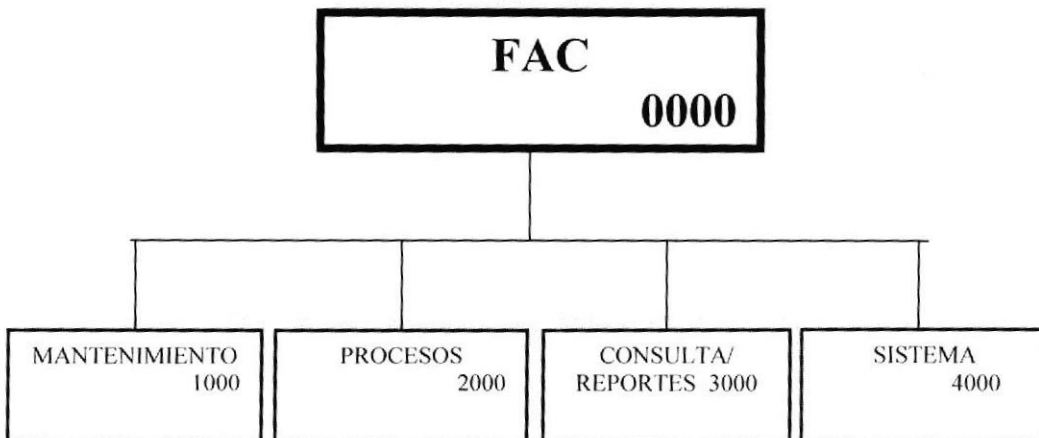 FAC
0000
MANTENIMIENTO
1000
PROCESOS
2000
CONSULTA/
REPORTES 3000
SISTEMA
4000